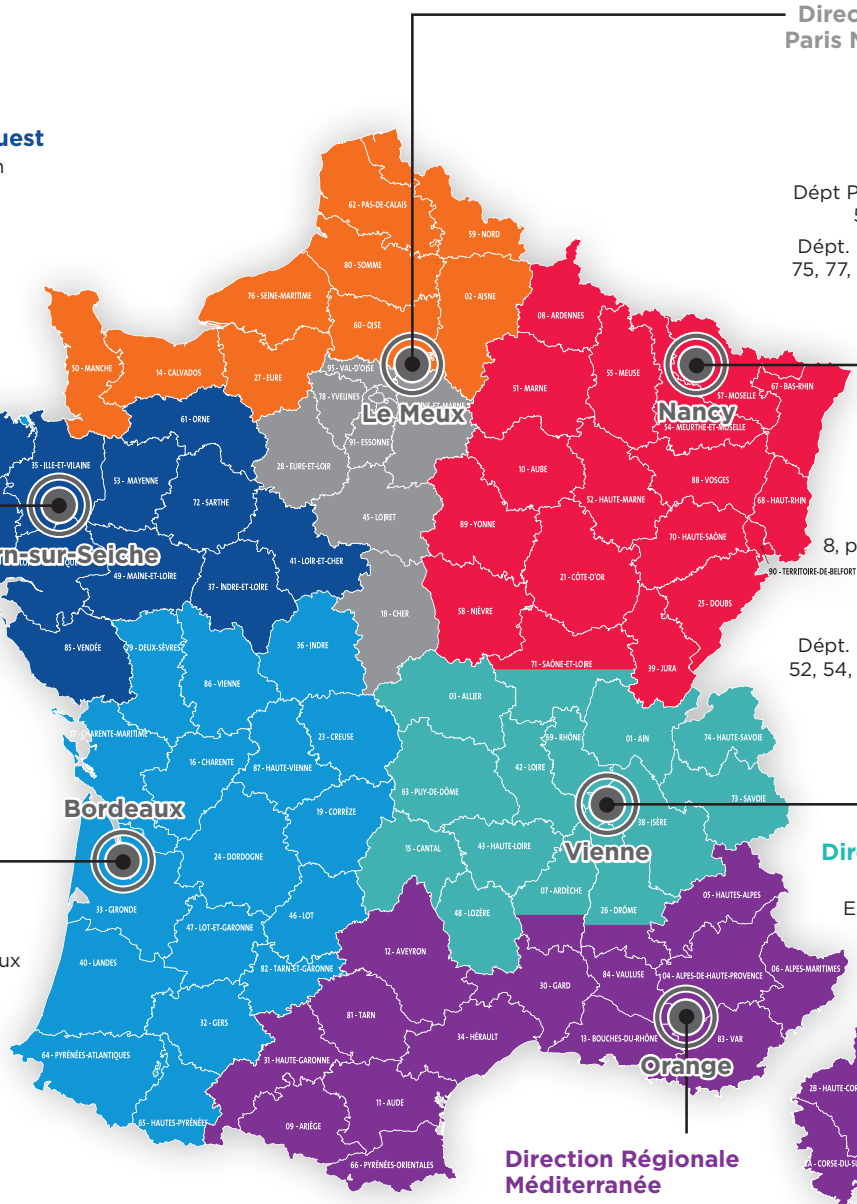 Direc
Paris N
uest
n
Dépt P
5
Dépt.
75, 77,
62 - PAS-DE-CALAIS
59 - NORD
80 - SOMME
76 - SEINE-MARITIME
02 - AISNE
60 - OISE
08 - ARDENNES
50 - MANCHE
14 - CALVADOS
27 - EURE
95 - VAL-D'OISE
55 - MEUSE
57 - MOSELLE
67 - BAS-RHIN
51 - MARNE
78 - YVELINES
Le Meux
NE-ET-MARNE
Nancy
61 - ORNE
54 - MEURTHE-ET-MOSELLE
91 - ESSONNE
35 - ILLE-ET-VILAINE
28 - EURE-ET-LOIR
10 - AUBE
53 - MAYENNE
88 - VOSGES
72 - SARTHE
52 - HAUTE-MARNE
68 - HAUT-RHIN
45 - LOIRET
89 - YONNE
70 - HAUTE-SAÔNE
8, p
rn-sur-Seiche
41 - LOIR-ET-CHER
90 - TERRITOIRE-DE-BELFORT
49 - MAINE-ET-LOIRE
37 - INDRE-ET-LOIRE
21 - CÔTE-D'OR
25 - DOUBS
18 - CHER
58 - NIÈVRE
85 - VENDÉE
79 - DEUX-SÈVRES
36 - INDRE
71 - SAÔNE-ET-LOIRE
39 - JURA
Dépt.
52, 54,
86 - VIENNE
03 - ALLIER
17 - CHARENTE-MARITIME
23 - CREUSE
69 - RHÔNE
01 - AIN
74 - HAUTE-SAVOIE
16 - CHARENTE
87 - HAUTE-VIENNE
42 - LOIRE
63 - PUY-DE-DÔME
73 - SAVOIE
Bordeaux
19 - CORRÈZE
38 - ISÈRE
24 - DORDOGNE
15 - CANTAL
43 - HAUTE-LOIRE
Vienne
Dire
07 - ARDÈCHE
05 - HAUTES-ALPES
33 - GIRONDE
46 - LOT
48 - LOZÈRE
26 - DRÔME
E
47 - LOT-ET-GARONNE
12 - AVEYRON
ux
40 - LANDES
82 - TARN-ET-GARONNE
84 - VAUCLUSE
04 - ALPES-DE-HAUTE-PROVENCE
06 - ALPES-MARITIMES
30 - GARD
32 - GERS
81 - TARN
34 - HÉRAULT
13 - BOUCHES-DU-RHÔNE
83 - VAR
64 - PYRÉNÉES-ATLANTIQUES
31 - HAUTE-GARONNE
Orange
2B - HAUTE-COR
11 - AUDE
65 - HAUTES-PYRÉNÉES
09 - ARIÈGE
66 - PYRÉNÉES-ORIENTALES
2A - CORSE-DU-SU
Direction Régionale
Méditerranée